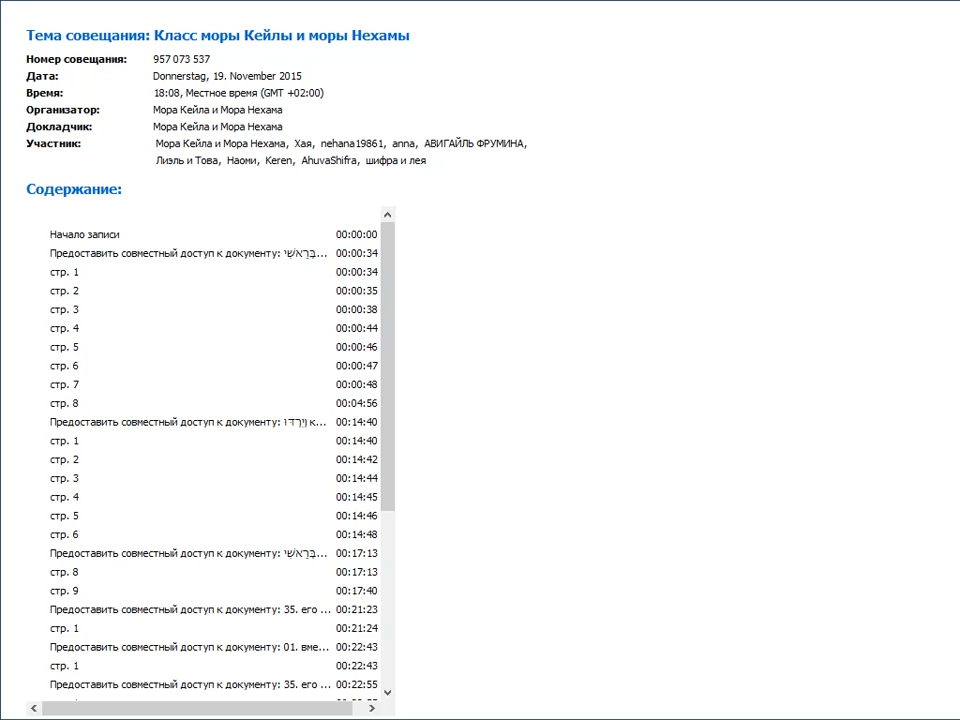 Тема совещания: Класс моры Кейлы и моры Нехамы
Номер совещания: 957 073 537
Дата: Donnerstag, 19. November 2015
Время: 18:08, Местное время (GMT +02:00)
Организатор: Мора Кейла и Мора Нехама
Докладчик: Мора Кейла и Мора Нехама
Участник: Мора Кейла и Мора Нехама, Хая, nehana19861, anna, АВИГАЙЛЬ ФРУМИНА,
Лиэль и Това, Наоми, Keren, AhuvaShifra, шифра и лея
Содержание:
Начало записи 00:00:00
Предоставить совместный доступ к документу: בְּרֵאשִׁי... 00:00:34
стр. 1 00:00:34
стр. 2 00:00:35
стр. 3 00:00:38
стр. 4 00:00:44
стр. 5 00:00:46
стр. 6 00:00:47
стр. 7 00:00:48
стр. 8 00:04:56
Предоставить совместный доступ к документу: к... 00:14:40
стр. 1 00:14:40
стр. 2 00:14:42
стр. 3 00:14:44
стр. 4 00:14:45
стр. 5 00:14:46
стр. 6 00:14:48
Предоставить совместный доступ к документу: בְּרֵאשִׁי... 00:17:13
стр. 8 00:17:13
стр. 9 00:17:40
Предоставить совместный доступ к документу: 35. его ... 00:21:23
стр. 1 00:21:24
Предоставить совместный доступ к документу: 01. вме... 00:22:43
стр. 1 00:22:43
Предоставить совместный доступ к документу: 35. его ... 00:22:55